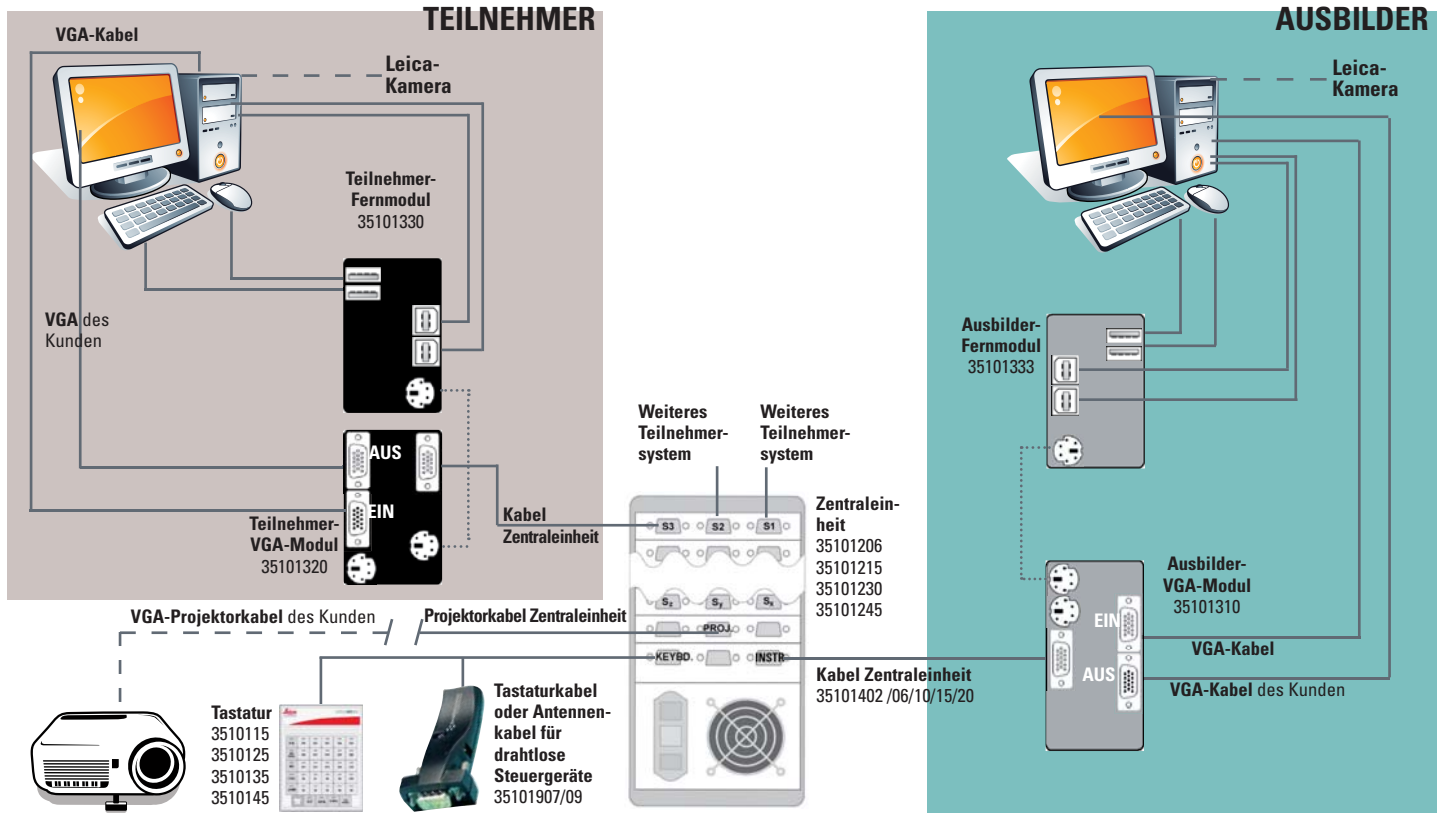 TEILNEHMER
AUSBILDER
VGA-Kabel
Leica-
Kamera
Teilnehmer-
Fernmodul
35101330
VGA des
Kunden
AUS
EIN
Teilnehmer-
VGA-Modul
35101320
Kabel
Zentraleinheit
Weiteres
Teilnehmer-
system
Weiteres
Teilnehmer-
system
S3
S2
S1
Sz
Sy
Sx
PROJ.
KEYBD.
INSTR
Zentralein-
heit
35101206
35101215
35101230
35101245
VGA-Projektorkabel des Kunden
Projektorkabel Zentraleinheit
Tastatur
3510115
3510125
3510135
3510145
Tastaturkabel
oder Antennen-
kabel für
drahtlose
Steuergeräte
35101907/09
Kabel Zentraleinheit
35101402 /06/10/15/20
Leica-
Kamera
Ausbilder-
Fernmodul
35101333
Ausbilder-
VGA-Modul
35101310
EIN
AUS
VGA-Kabel
VGA-Kabel des Kunden